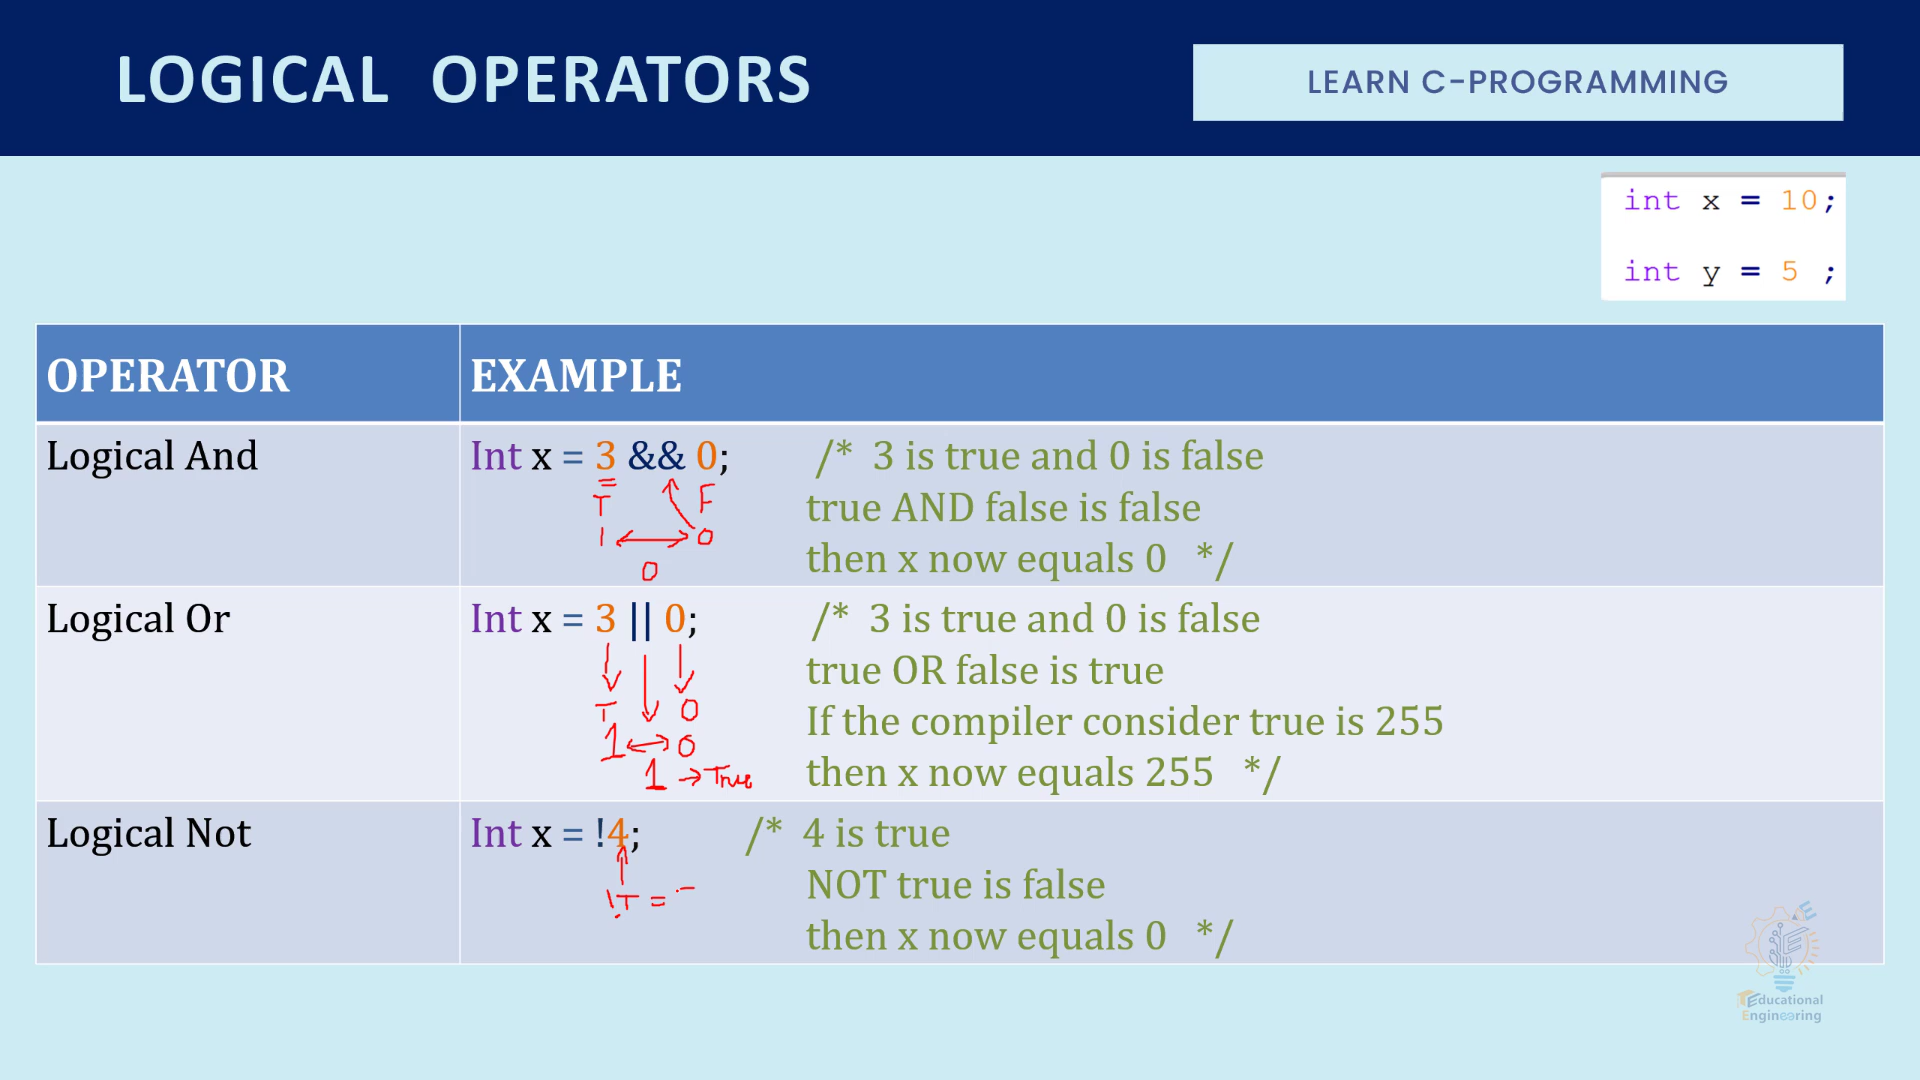 LOGICAL OPERATORS
LEARN C-PROGRAMMING
int x = 10;
int y = 5 ;
OPERATOR EXAMPLE
Logical And Int x = 3 && 0; /* 3 is true and 0 is false
T F true AND false is false
1 0
0 then x now equals 0 */
Logical Or Int x = 3 || 0; /* 3 is true and 0 is false
true OR false is true
T 0 If the compiler consider true is 255
1 0
1 → True then x now equals 255 */
Logical Not Int x = !4; /* 4 is true
!T = NOT true is false
then x now equals 0 */
Educational
Engineering